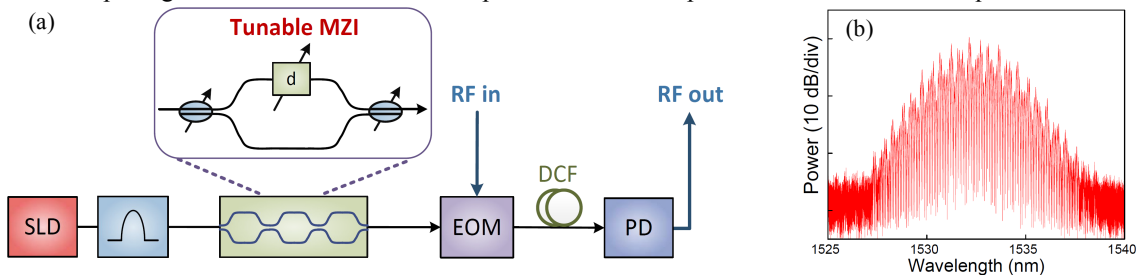 (a)
Tunable MZI
d
RF in
RF out
DCF
SLD
EOM
PD
(b)
Power (10 dB/div)
1525
1530
1535
1540
Wavelength (nm)